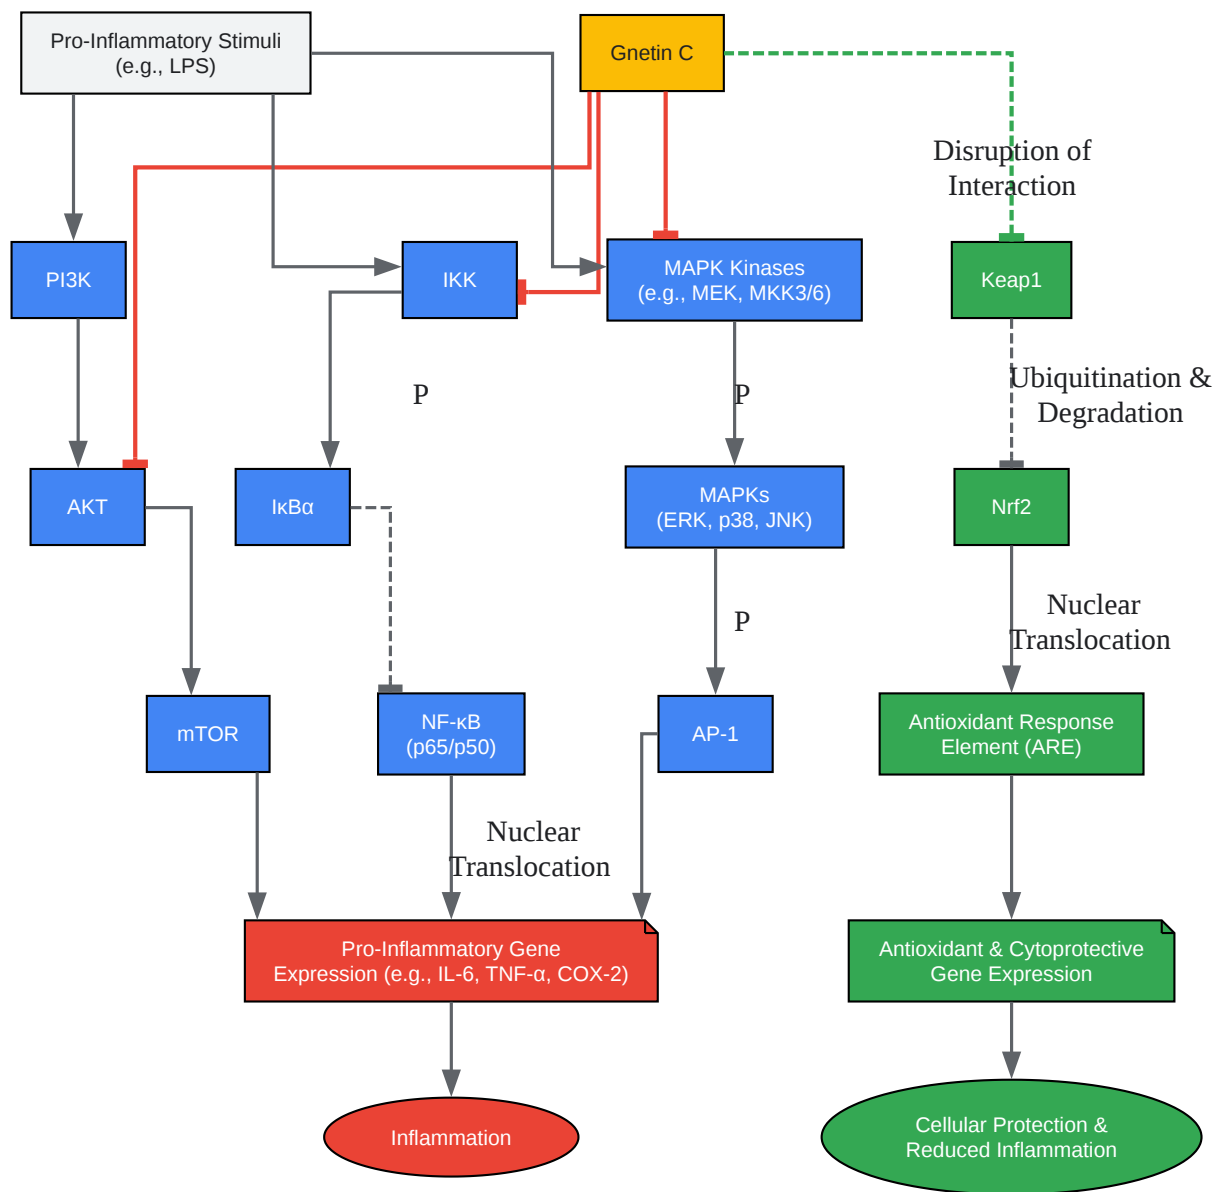 Pro-Inflammatory Stimuli
(e.g., LPS)
Gnetin C
Disruption of
Interaction
PI3K
IKK
MAPK Kinases
(e.g., MEK, MKK3/6)
Keap1
P
P
Ubiquitination &
Degradation
AKT
IκBα
MAPKs
(ERK, p38, JNK)
Nrf2
P
Nuclear
Translocation
mTOR
NF-κB
(p65/p50)
AP-1
Antioxidant Response
Element (ARE)
Nuclear
Translocation
Pro-Inflammatory Gene
Expression (e.g., IL-6, TNF-α, COX-2)
Antioxidant & Cytoprotective
Gene Expression
Inflammation
Cellular Protection &
Reduced Inflammation